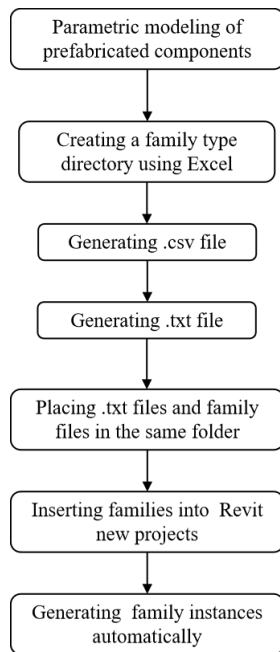 Parametric modeling of
prefabricated components
Creating a family type
directory using Excel
Generating .csv file
Generating .txt file
Placing .txt files and family
files in the same folder
Inserting families into Revit
new projects
Generating family instances
automatically